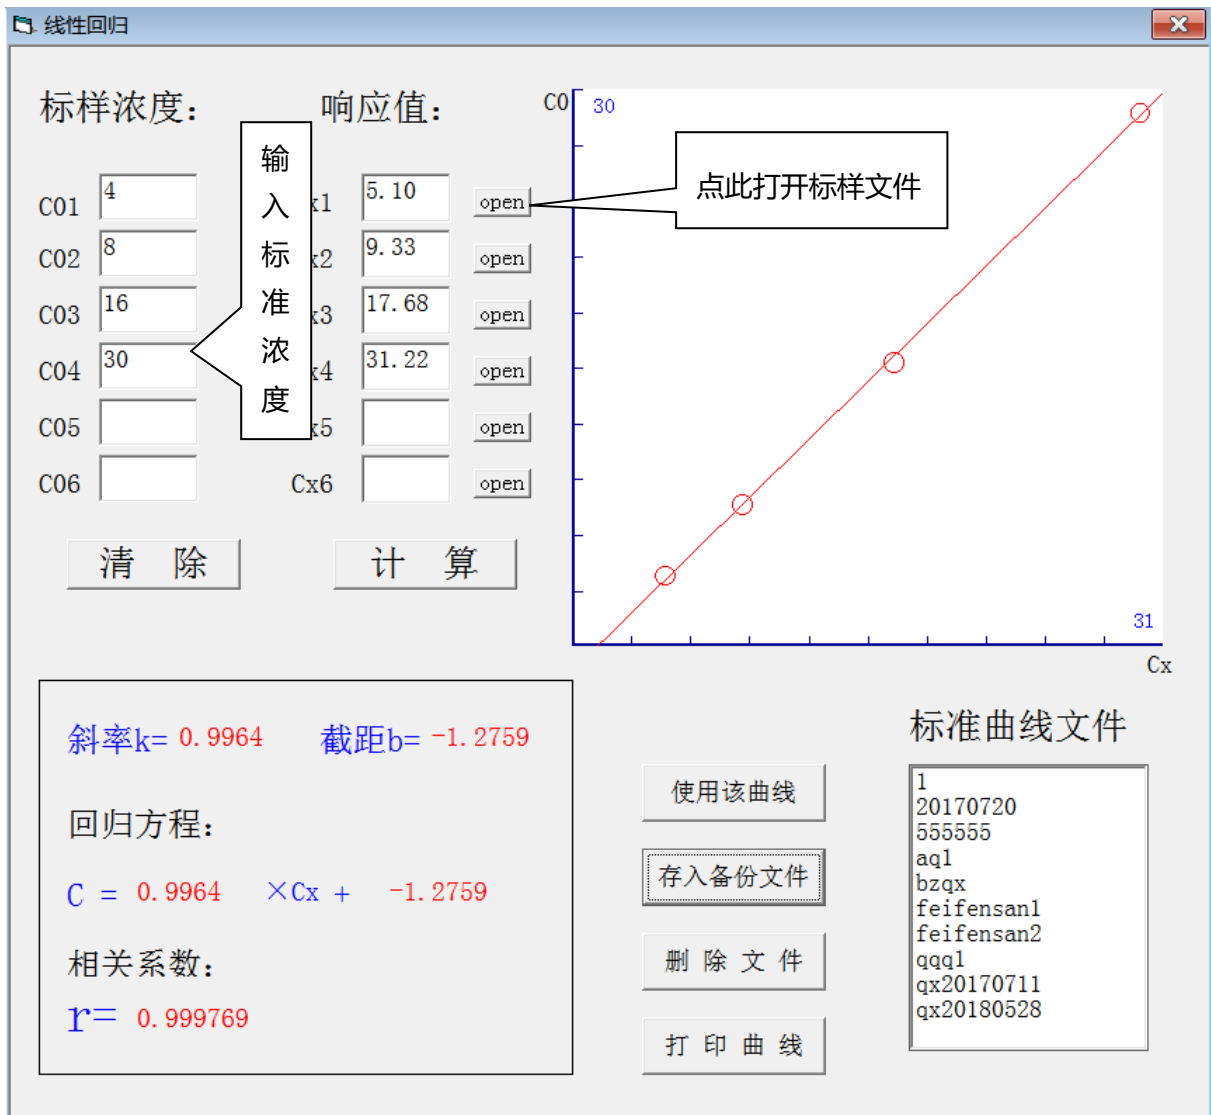 线性回归
标样浓度:
响应值:
C0
30
输入标准浓度
点此打开标样文件
C01 4 x1 5.10 open
C02 8 x2 9.33 open
C03 16 x3 17.68 open
C04 30 x4 31.22 open
C05 x5 open
C06 Cx6 open
清 除
计 算
31
Cx
斜率k= 0.9964 截距b= -1.2759
回归方程:
C = 0.9964 ×Cx + -1.2759
相关系数:
r= 0.999769
使用该曲线
存入备份文件
删 除 文 件
打 印 曲 线
标准曲线文件
1
20170720
555555
aq1
bzqx
feifensan1
feifensan2
qqq1
qx20170711
qx20180528